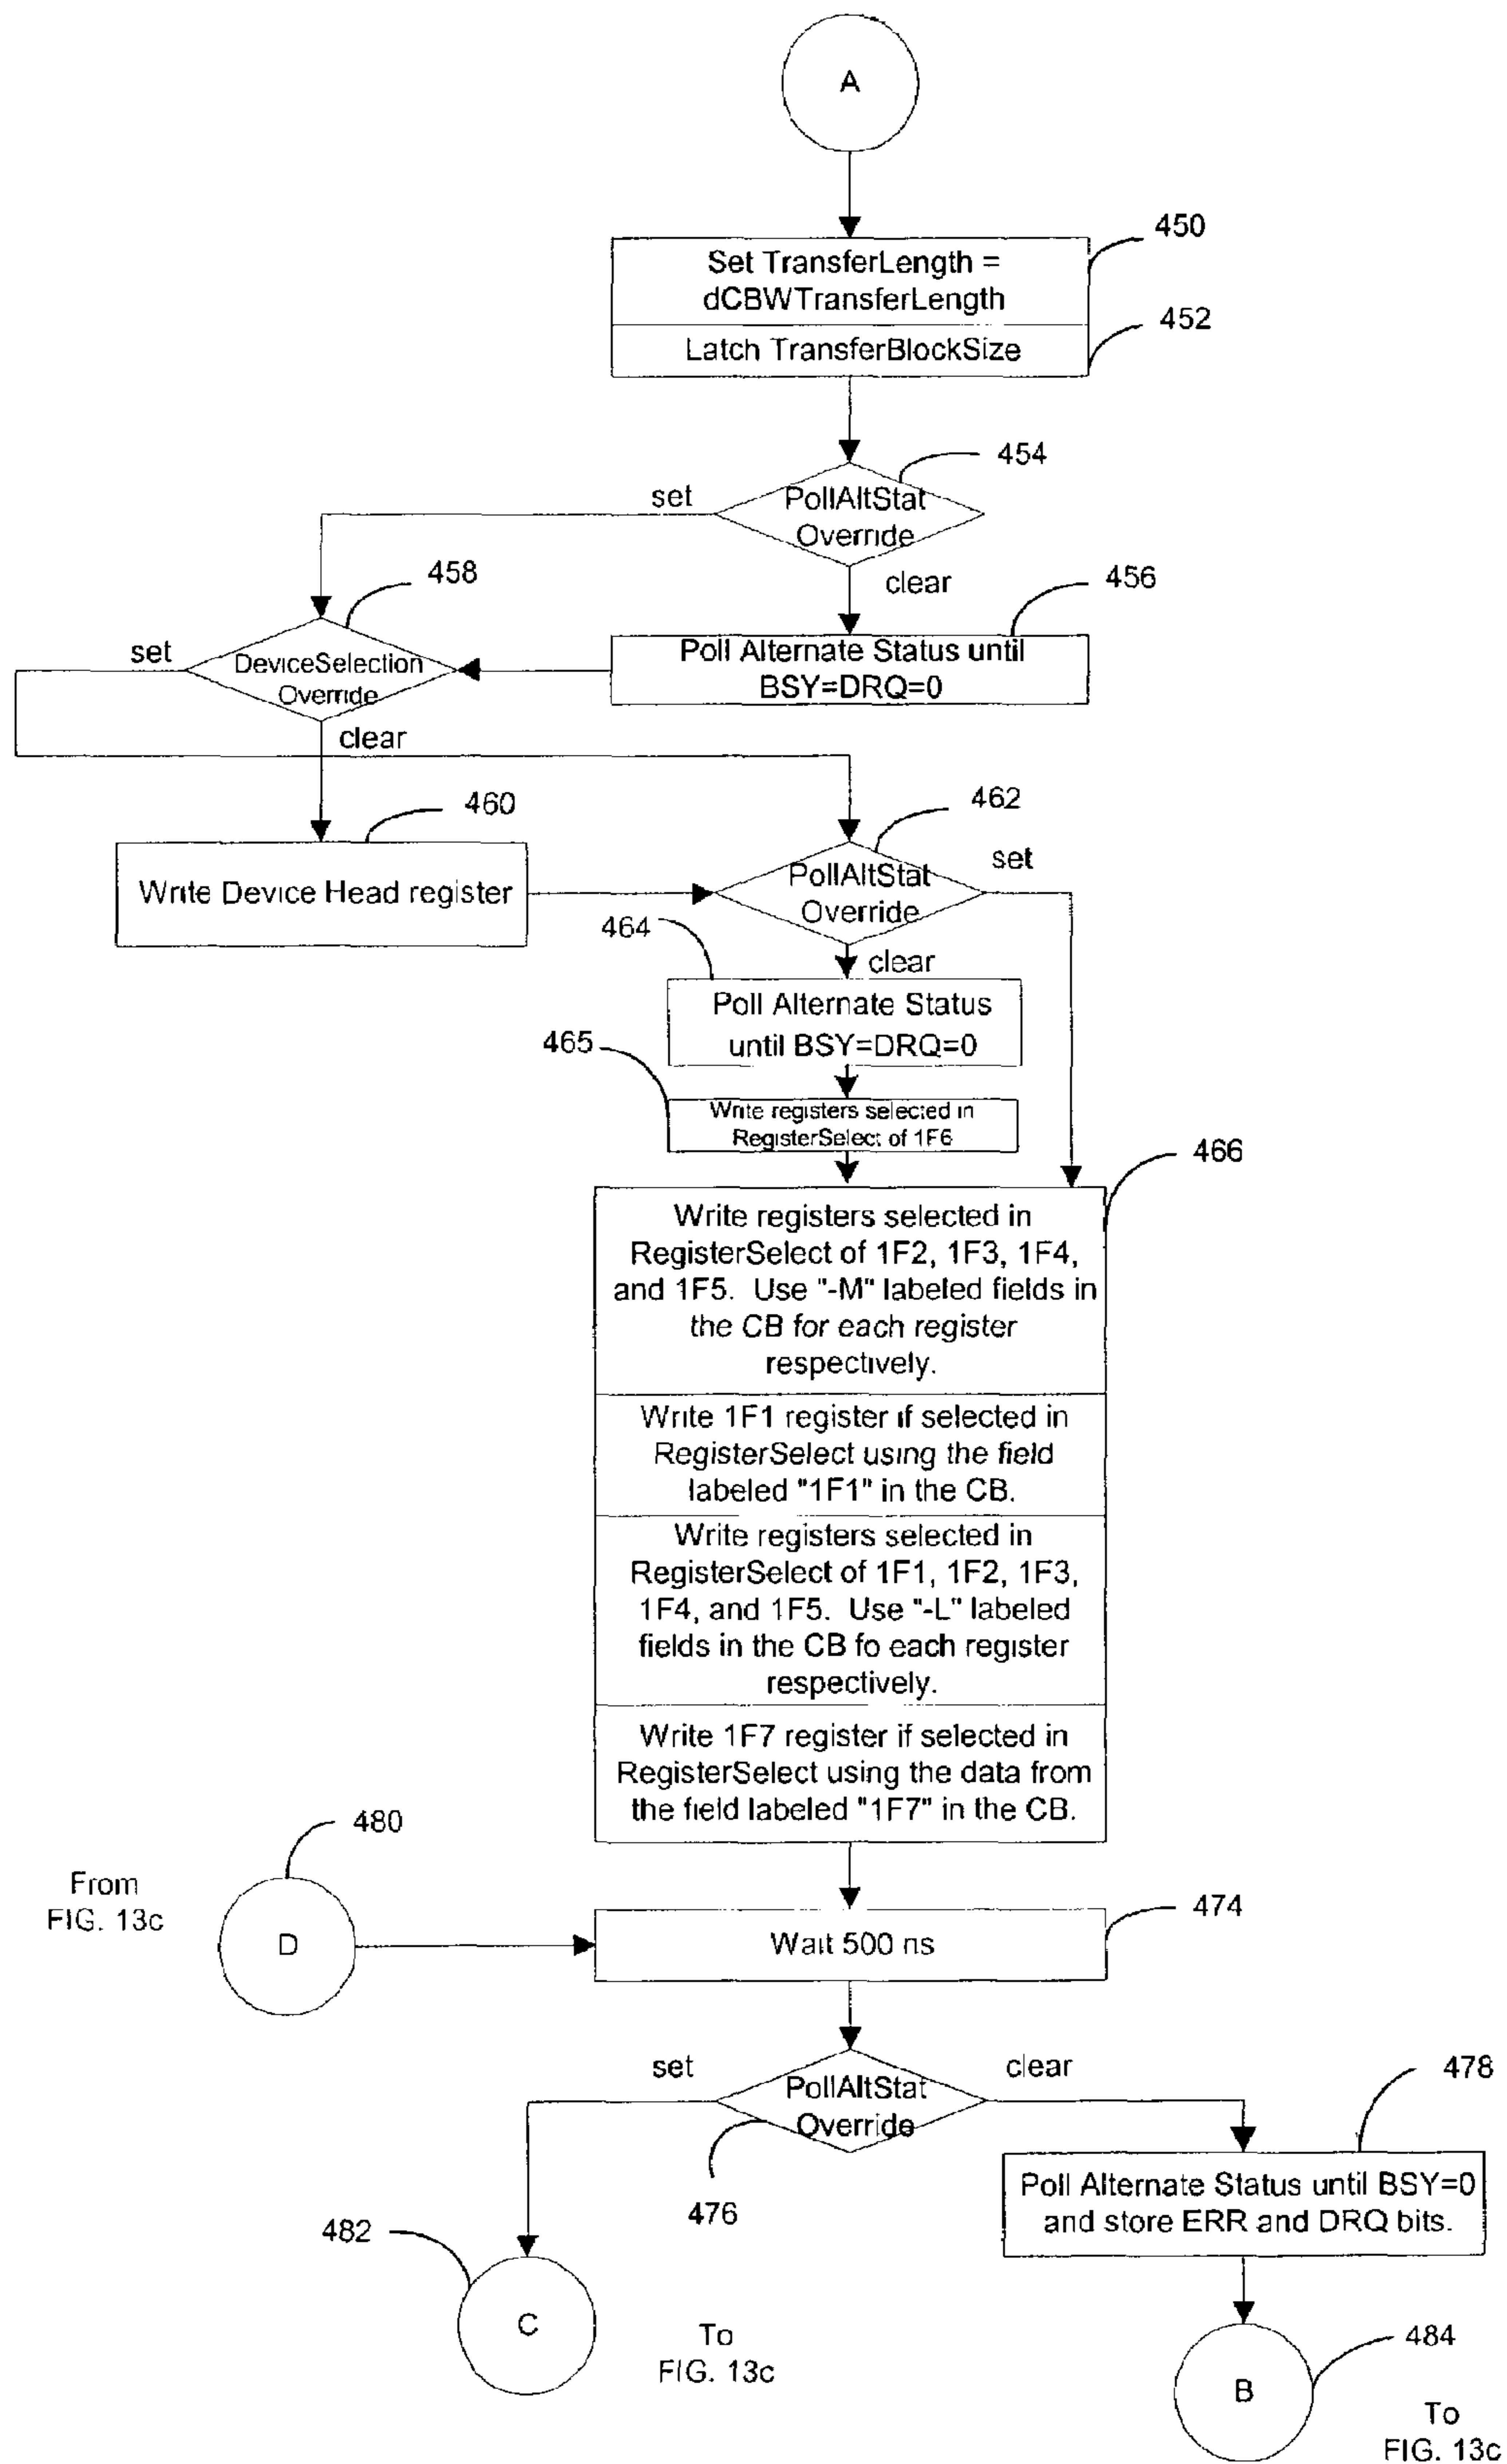 A
450
Set TransferLength =
dCBWTransferLength
452
Latch TransferBlockSize
454
set
PollAltStat
Override
clear
456
458
set
DeviceSelection
Override
Poll Alternate Status until
BSY=DRQ=0
clear
460
462
Write Device Head register
PollAltStat
Override
set
464
clear
Poll Alternate Status
until BSY=DRQ=0
465
Write registers selected in
RegisterSelect of 1F6
466
Write registers selected in
RegisterSelect of 1F2, 1F3, 1F4,
and 1F5. Use "-M" labeled fields in
the CB for each register
respectively.
Write 1F1 register if selected in
RegisterSelect using the field
labeled "1F1" in the CB.
Write registers selected in
RegisterSelect of 1F1, 1F2, 1F3,
1F4, and 1F5. Use "-L" labeled
fields in the CB fo each register
respectively.
Write 1F7 register if selected in
RegisterSelect using the data from
the field labeled "1F7" in the CB.
480
From
FIG. 13c
D
474
Wait 500 ns
set
PollAltStat
Override
clear
478
476
Poll Alternate Status until BSY=0
and store ERR and DRQ bits.
482
C
To
FIG. 13c
484
B
To
FIG. 13c